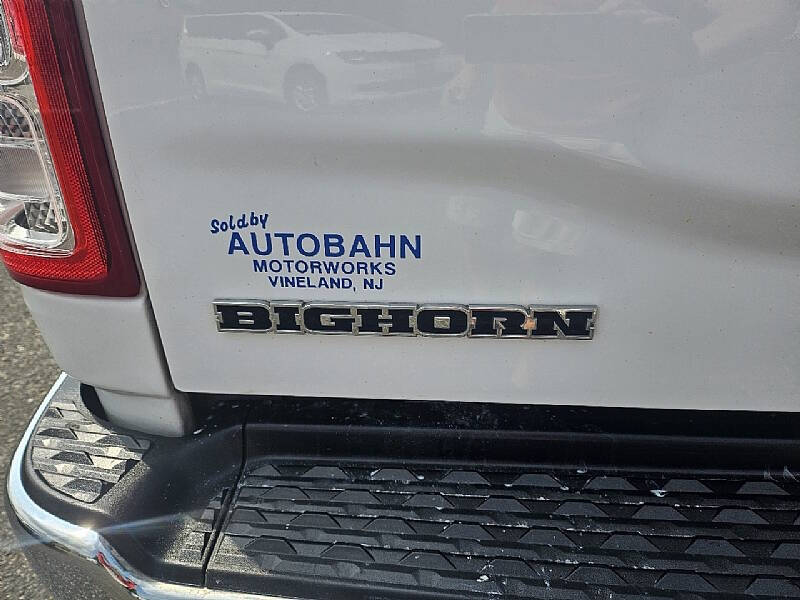 Sold by
AUTOBAHN
MOTORWORKS
VINELAND, NJ
BIGHORN